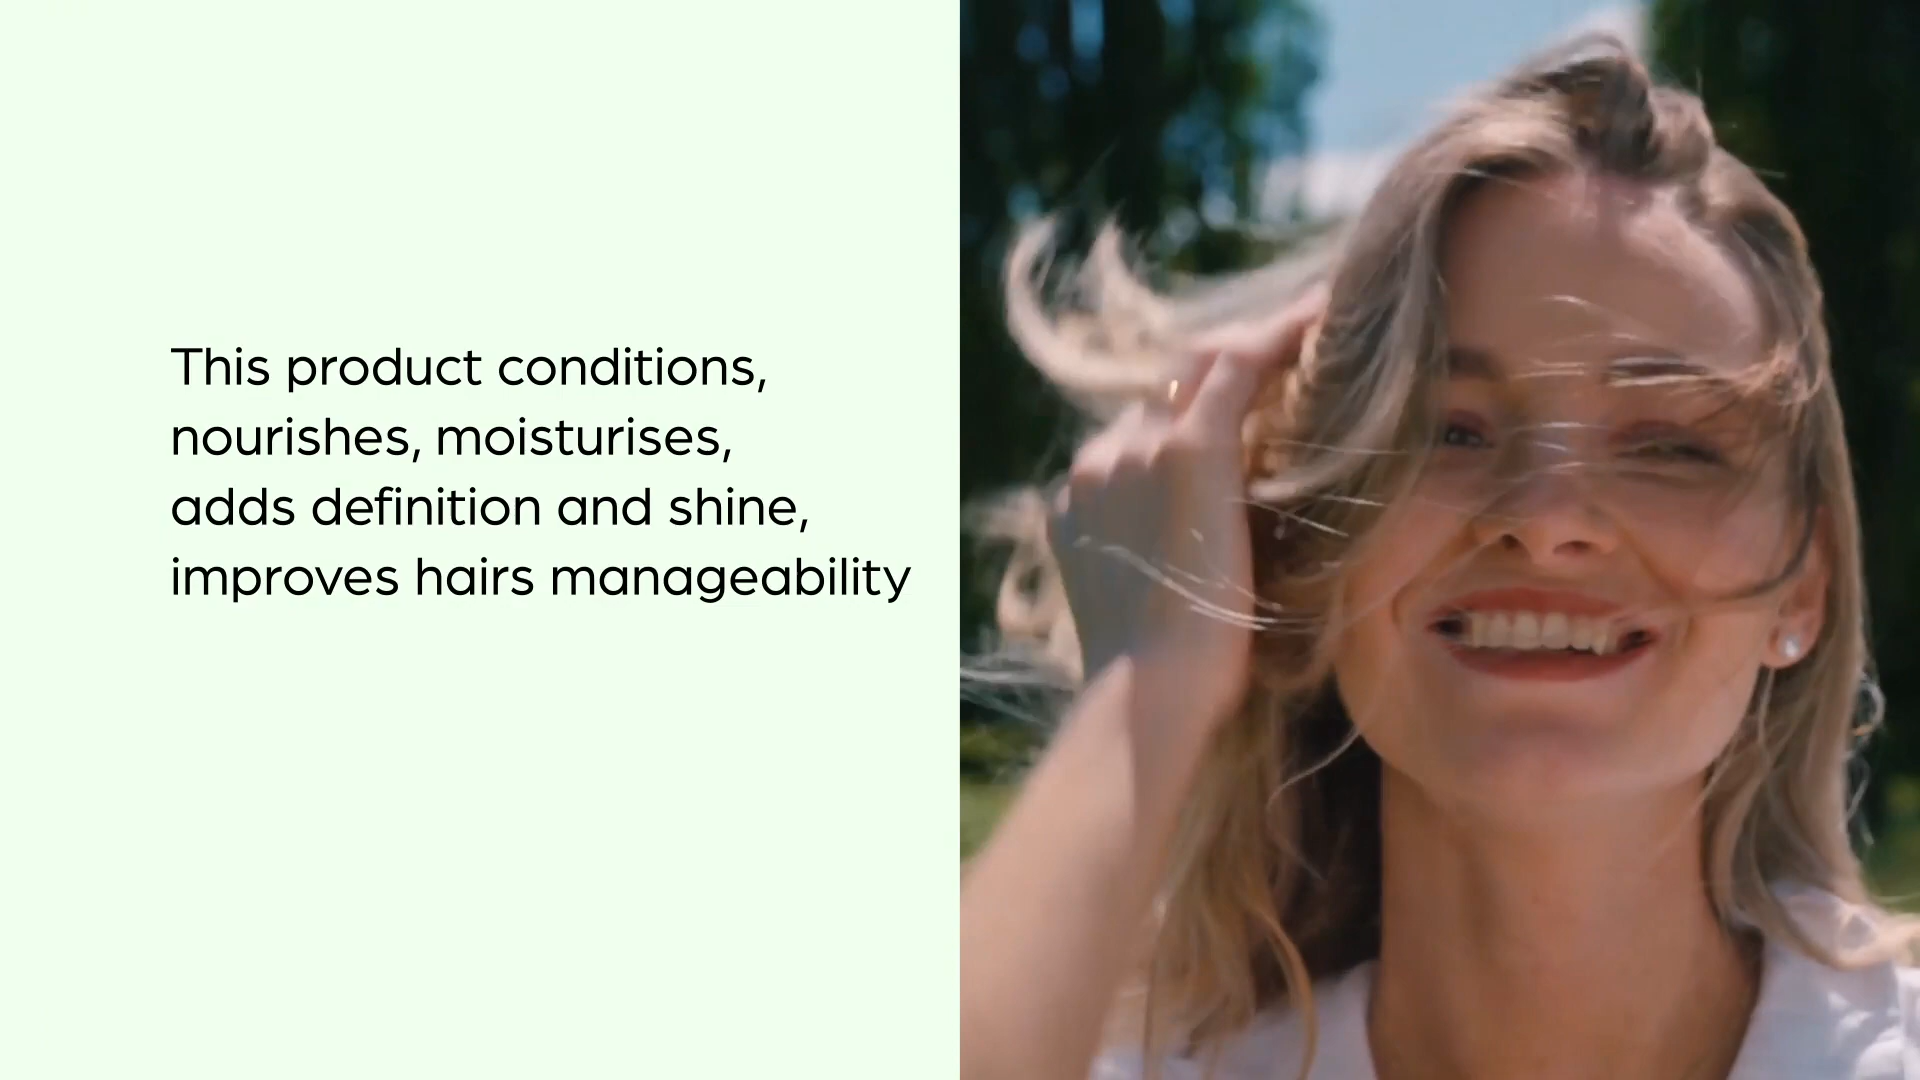 This product conditions,
nourishes, moisturises,
adds definition and shine,
improves hairs manageability